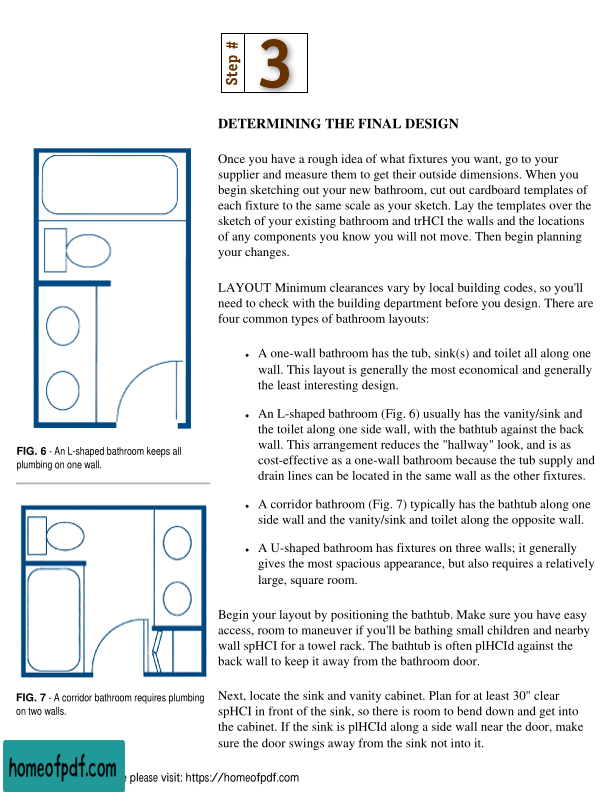 Step #
3
DETERMINING THE FINAL DESIGN
Once you have a rough idea of what fixtures you want, go to your
supplier and measure them to get their outside dimensions. When you
begin sketching out your new bathroom, cut out cardboard templates of
each fixture to the same scale as your sketch. Lay the templates over the
sketch of your existing bathroom and trHCI the walls and the locations
of any components you know you will not move. Then begin planning
your changes.
LAYOUT Minimum clearances vary by local building codes, so you'll
need to check with the building department before you design. There are
four common types of bathroom layouts:
• A one-wall bathroom has the tub, sink(s) and toilet all along one
wall. This layout is generally the most economical and generally
the least interesting design.
• An L-shaped bathroom (Fig. 6) usually has the vanity/sink and
the toilet along one side wall, with the bathtub against the back
wall. This arrangement reduces the "hallway" look, and is as
cost-effective as a one-wall bathroom because the tub supply and
drain lines can be located in the same wall as the other fixtures.
• A corridor bathroom (Fig. 7) typically has the bathtub along one
side wall and the vanity/sink and toilet along the opposite wall.
• A U-shaped bathroom has fixtures on three walls; it generally
gives the most spacious appearance, but also requires a relatively
large, square room.
Begin your layout by positioning the bathtub. Make sure you have easy
access, room to maneuver if you'll be bathing small children and nearby
wall spHCI for a towel rack. The bathtub is often plHCId against the
back wall to keep it away from the bathroom door.
Next, locate the sink and vanity cabinet. Plan for at least 30" clear
spHCI in front of the sink, so there is room to bend down and get into
the cabinet. If the sink is plHCId along a side wall near the door, make
sure the door swings away from the sink not into it.
FIG. 6 - An L-shaped bathroom keeps all
plumbing on one wall.
FIG. 7 - A corridor bathroom requires plumbing
on two walls.
homeofpdf.com
please visit: https://homeofpdf.com